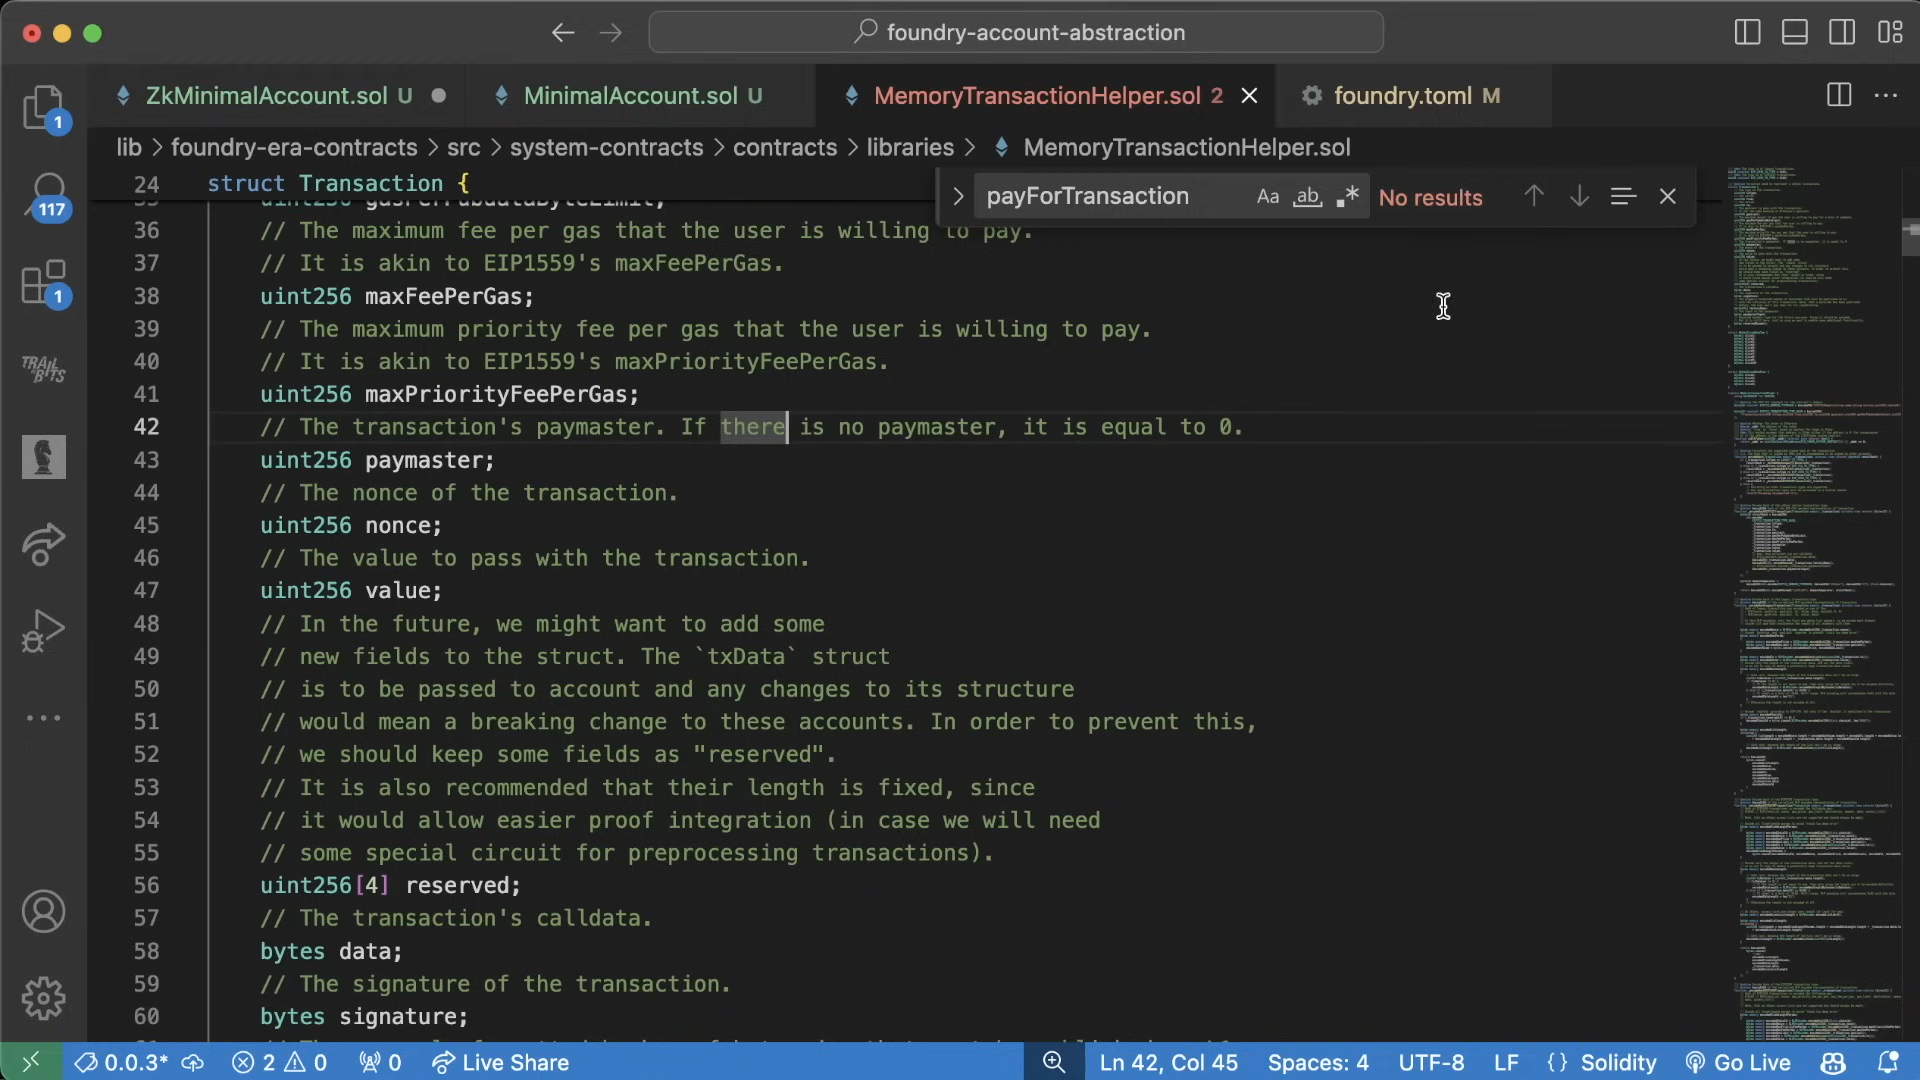 foundry-account-abstraction
ZkMinimalAccount.sol U
MinimalAccount.sol U
MemoryTransactionHelper.sol 2
foundry.toml M
lib > foundry-era-contracts > src > system-contracts > contracts > libraries > MemoryTransactionHelper.sol
payForTransaction Aa ab No results
24 struct Transaction {
36 // The maximum fee per gas that the user is willing to pay.
37 // It is akin to EIP1559's maxFeePerGas.
38 uint256 maxFeePerGas;
39 // The maximum priority fee per gas that the user is willing to pay.
40 // It is akin to EIP1559's maxPriorityFeePerGas.
41 uint256 maxPriorityFeePerGas;
42 // The transaction's paymaster. If there is no paymaster, it is equal to 0.
43 uint256 paymaster;
44 // The nonce of the transaction.
45 uint256 nonce;
46 // The value to pass with the transaction.
47 uint256 value;
48 // In the future, we might want to add some
49 // new fields to the struct. The `txData` struct
50 // is to be passed to account and any changes to its structure
51 // would mean a breaking change to these accounts. In order to prevent this,
52 // we should keep some fields as "reserved".
53 // It is also recommended that their length is fixed, since
54 // it would allow easier proof integration (in case we will need
55 // some special circuit for preprocessing transactions).
56 uint256[4] reserved;
57 // The transaction's calldata.
58 bytes data;
59 // The signature of the transaction.
60 bytes signature;
1
117
1
TRAIL OF BITS
0.0.3* 2 0 0 Live Share Ln 42, Col 45 Spaces: 4 UTF-8 LF {} Solidity Go Live